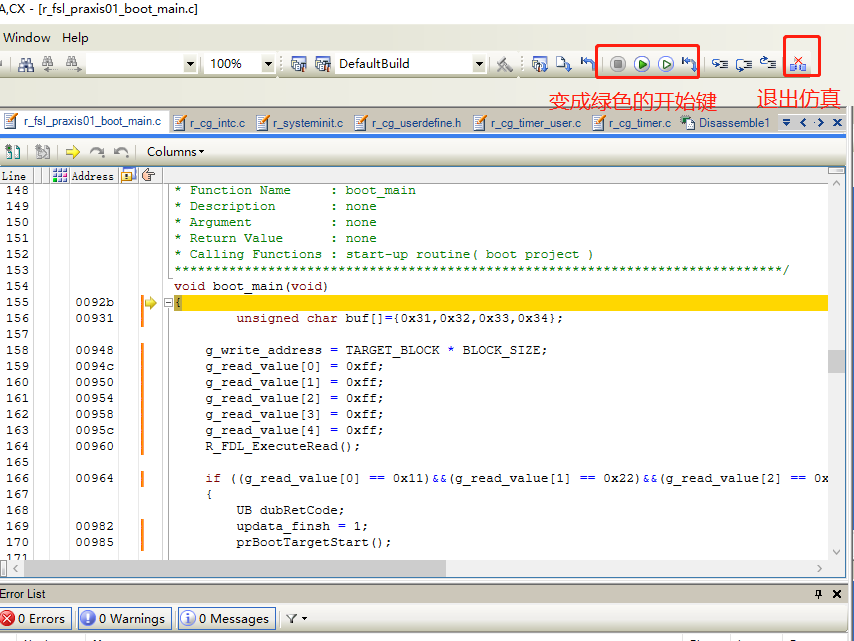 A,CX - [r_fsl_praxis01_boot_main.c]
Window Help
100% DefaultBuild
变成绿色的开始键 退出仿真
r_fsl_praxis01_boot_main.c r_cg_intc.c r_systeminit.c r_cg_userdefine.h r_cg_timer_user.c r_cg_timer.c Disassemble1
Columns
Line Address
148 * Function Name : boot_main
149 * Description : none
150 * Argument : none
151 * Return Value : none
152 * Calling Functions : start-up routine( boot project )
153 ******************************************************************************/
154 void boot_main(void)
155 0092b {
156 00931 unsigned char buf[]={0x31,0x32,0x33,0x34};
157
158 00948 g_write_address = TARGET_BLOCK * BLOCK_SIZE;
159 0094c g_read_value[0] = 0xff;
160 00950 g_read_value[1] = 0xff;
161 00954 g_read_value[2] = 0xff;
162 00958 g_read_value[3] = 0xff;
163 0095c g_read_value[4] = 0xff;
164 00960 R_FDL_ExecuteRead();
165
166 00964 if ((g_read_value[0] == 0x11)&&(g_read_value[1] == 0x22)&&(g_read_value[2] == 0x
167 {
168 UB dubRetCode;
169 00982 updata_finsh = 1;
170 00985 prBootTargetStart();
171
Error List
0 Errors 0 Warnings 0 Messages